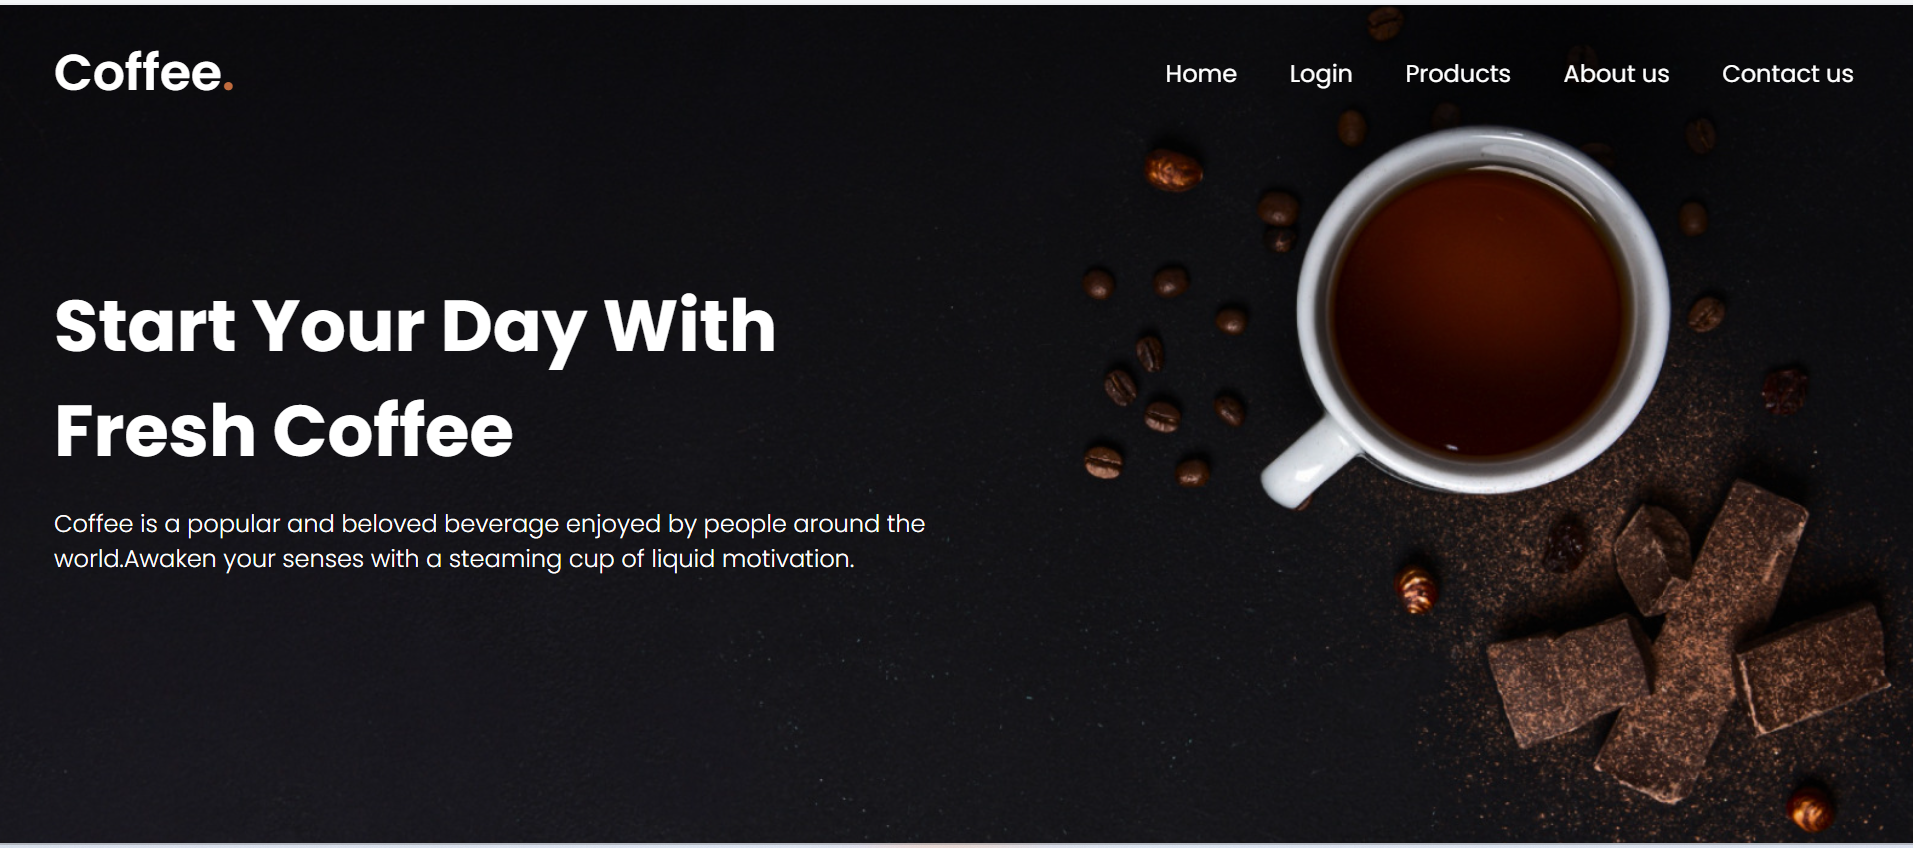 Coffee.
Home Login Products About us Contact us
Start Your Day With
Fresh Coffee
Coffee is a popular and beloved beverage enjoyed by people around the
world.Awaken your senses with a steaming cup of liquid motivation.